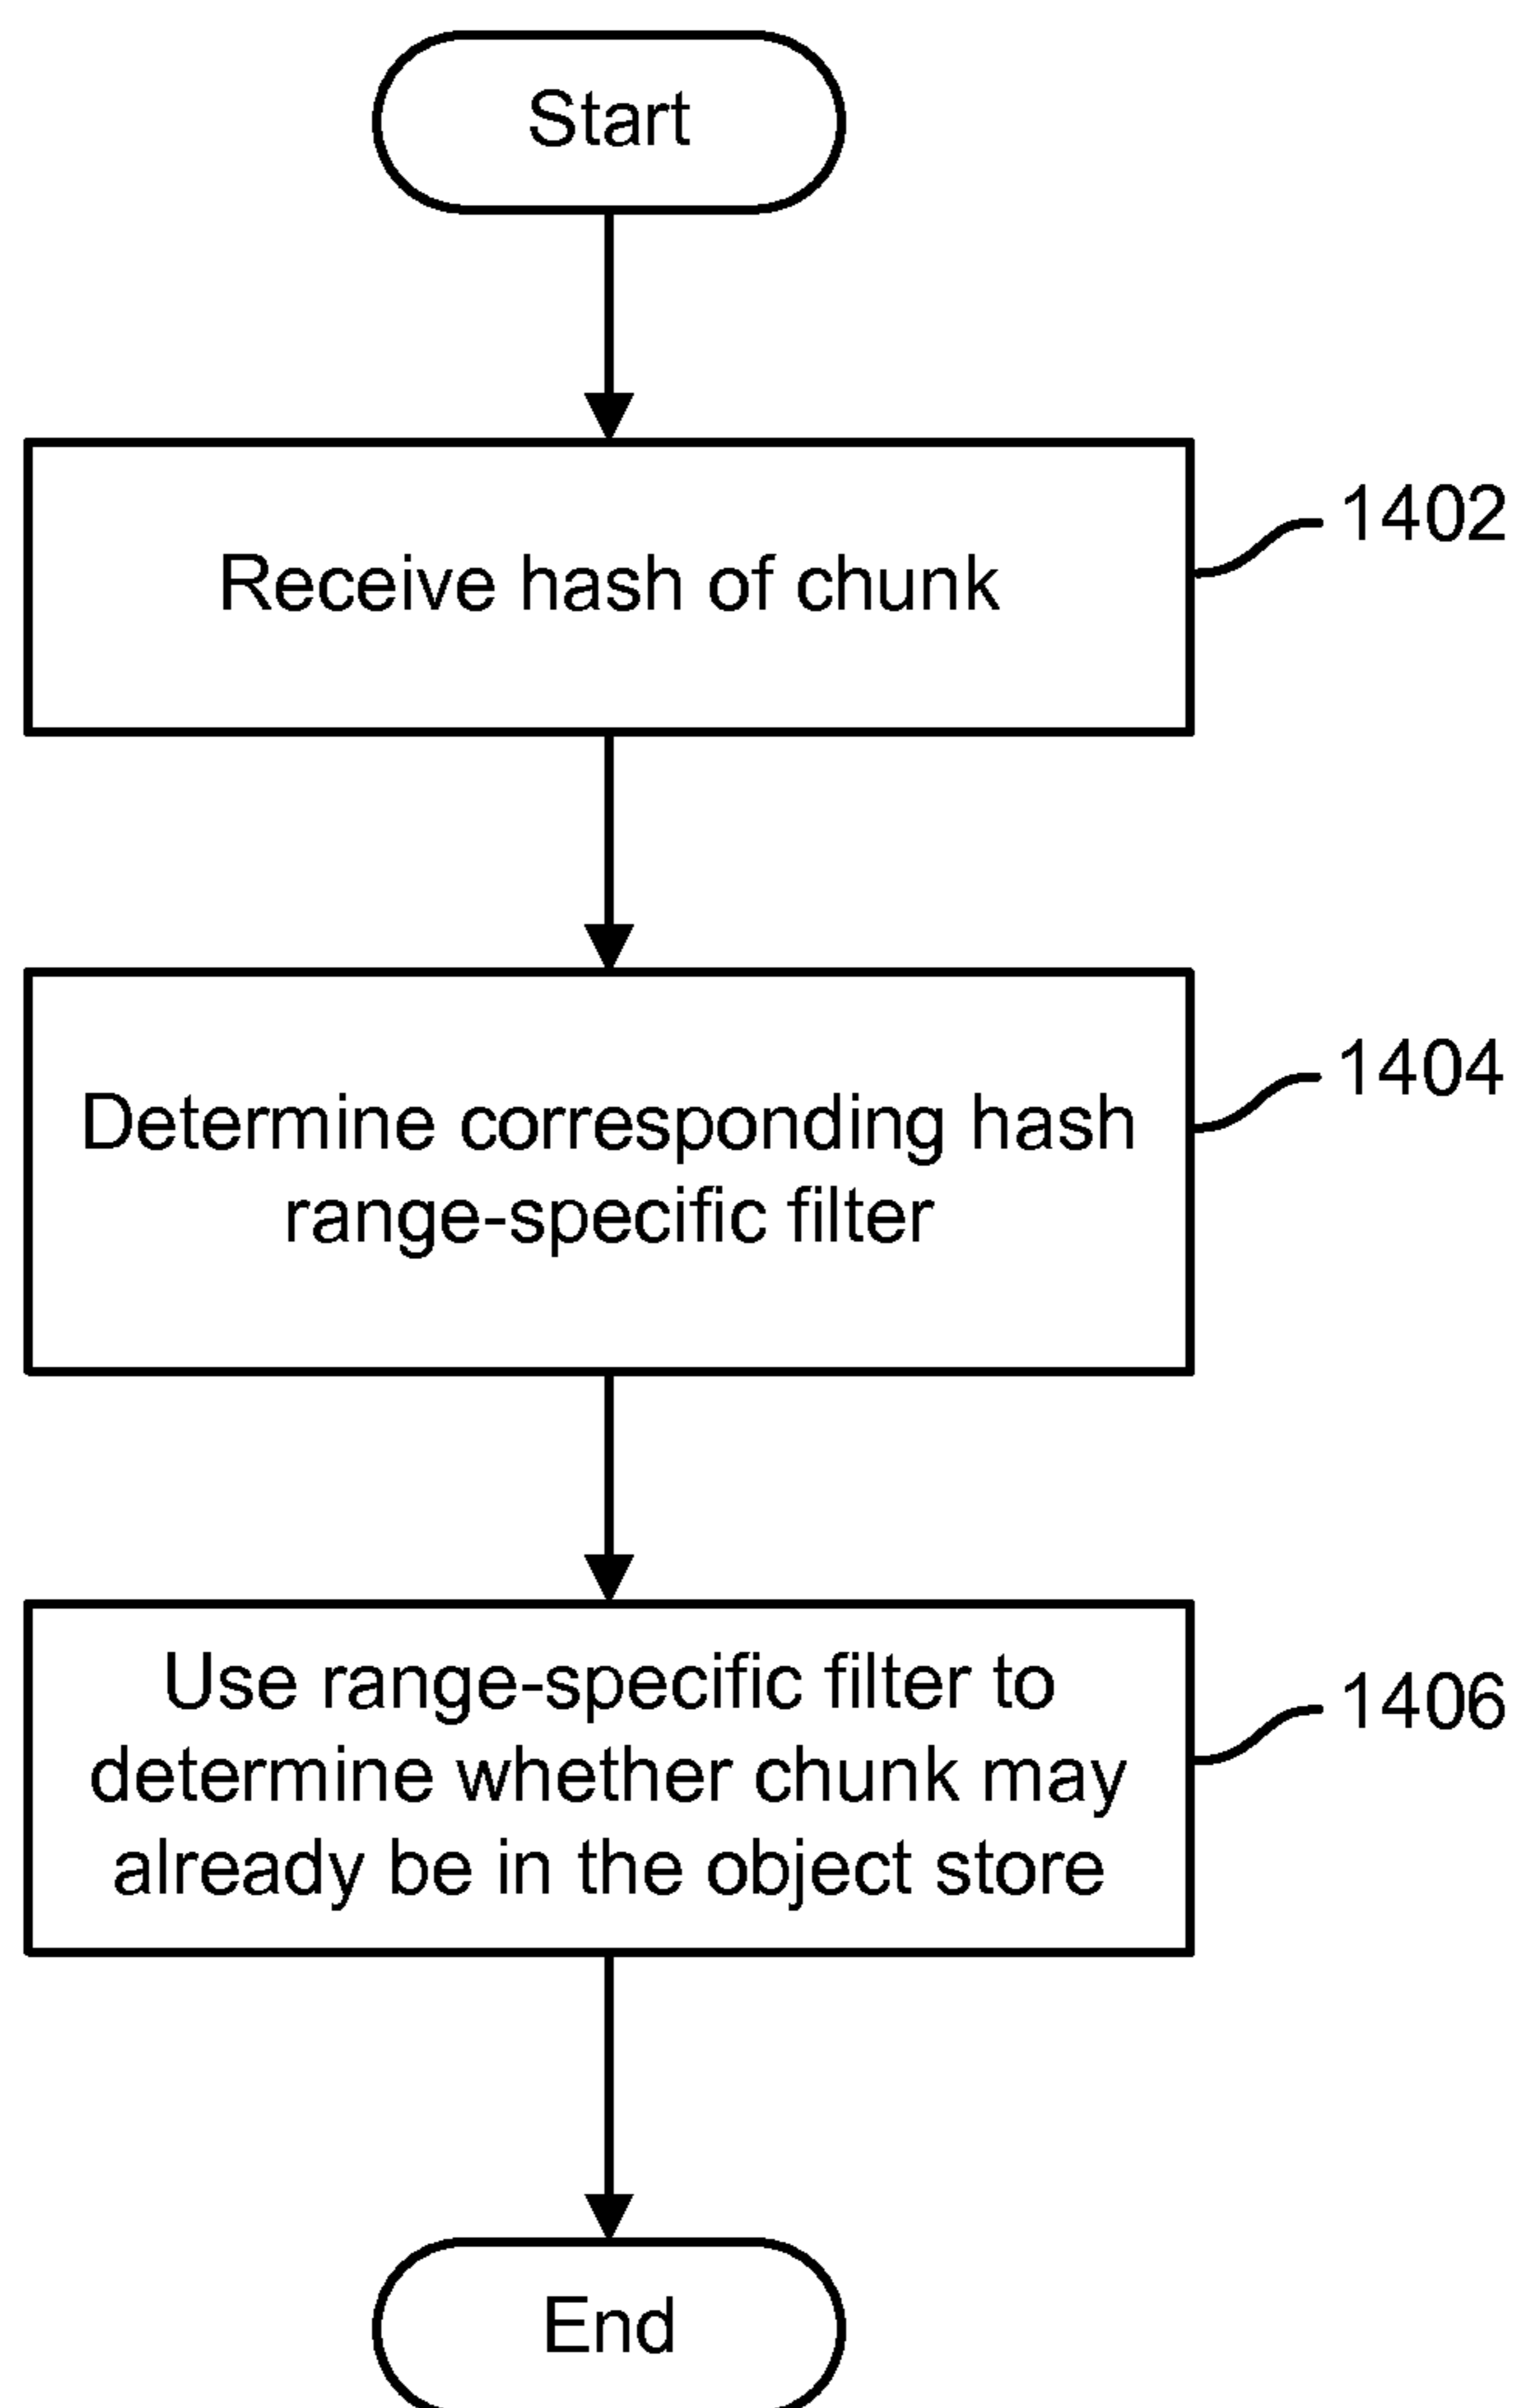 Start
Receive hash of chunk
1402
Determine corresponding hash
range-specific filter
1404
Use range-specific filter to
determine whether chunk may
already be in the object store
1406
End